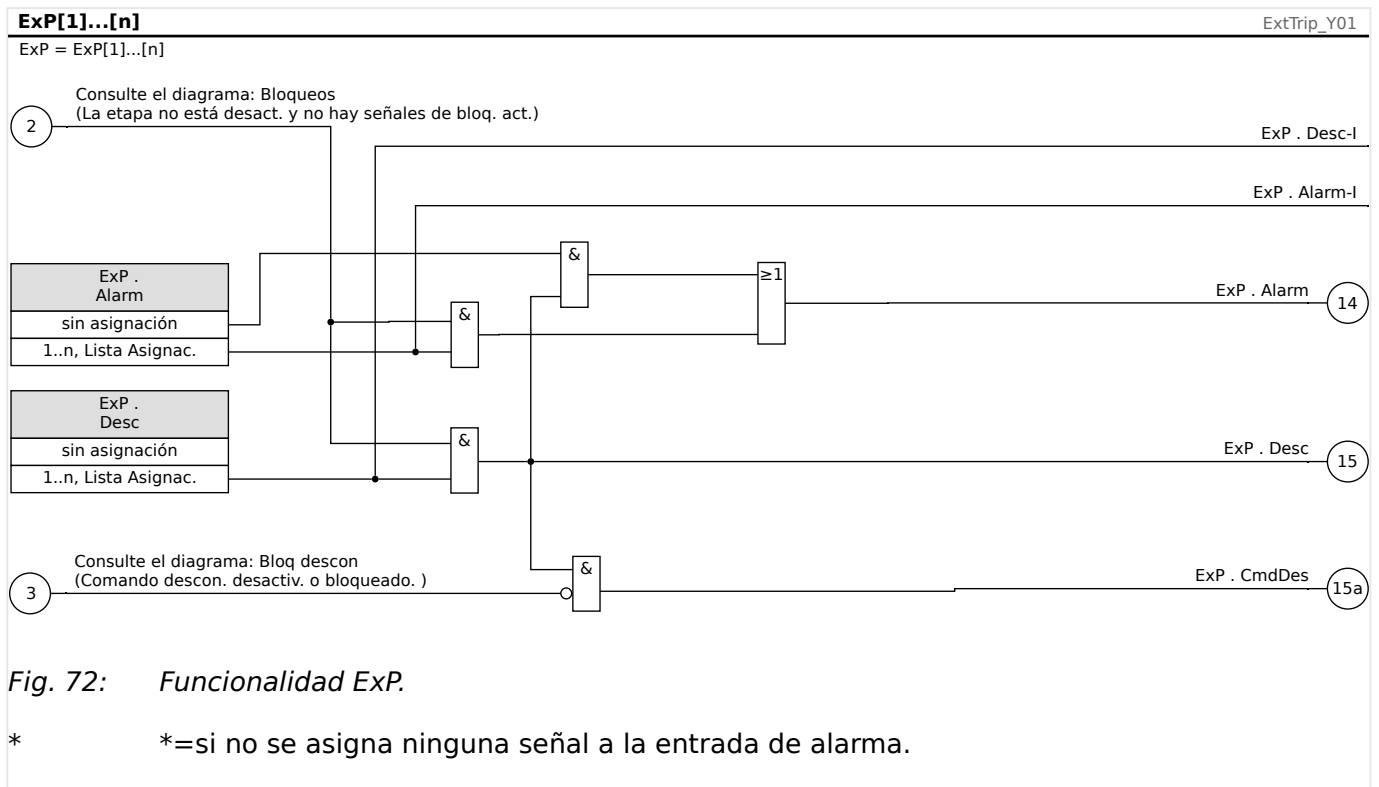 ExP[1]...[n]
ExtTrip_Y01
ExP = ExP[1]...[n]
Consulte el diagrama: Bloqueos
(La etapa no está desact. y no hay señales de bloq. act.)
2
ExP . Desc-I
ExP . Alarm-I
&
ExP .
Alarm
sin asignación
1..n, Lista Asignac.
&
≥1
ExP . Alarm
14
ExP .
Desc
sin asignación
1..n, Lista Asignac.
&
ExP . Desc
15
Consulte el diagrama: Bloq descon
(Comando descon. desactiv. o bloqueado. )
3
&
ExP . CmdDes
15a
Fig. 72: Funcionalidad ExP.
* *=si no se asigna ninguna señal a la entrada de alarma.